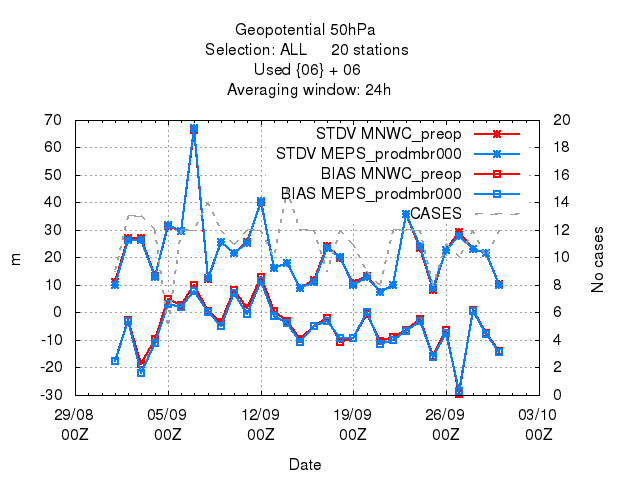 Geopotential 50hPa
Selection: ALL 20 stations
Used {06} + 06
Averaging window: 24h
70 20
60 18
50 16
40 14
30 12
20 10
10 8
0 6
-10 4
-20 2
-30 0
STDV MNWC_preop
STDV MEPS_prodmbr000
BIAS MNWC_preop
BIAS MEPS_prodmbr000
CASES
m
No cases
29/08 05/09 12/09 19/09 26/09 03/10
00Z 00Z 00Z 00Z 00Z 00Z
Date